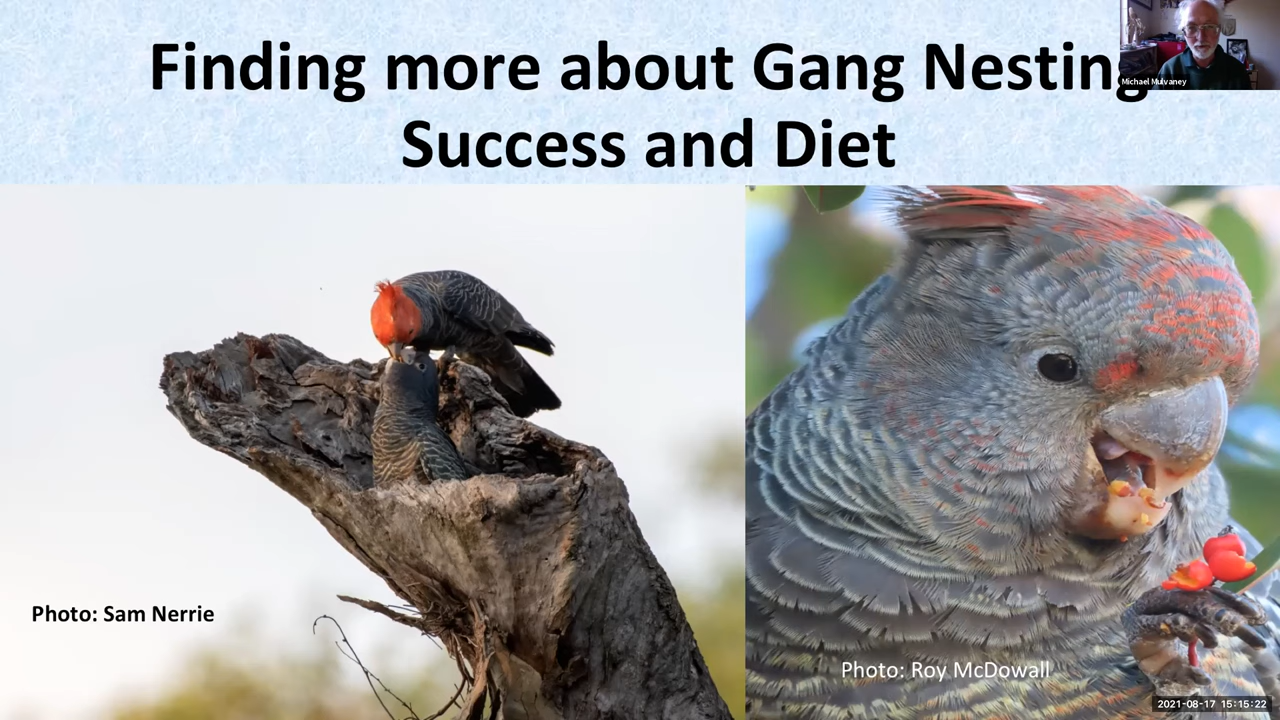 Finding more about Gang Nesting
Success and Diet
Michael Mulvaney
Photo: Sam Nerrie
Photo: Roy McDowall
2021-08-17 15:15:22